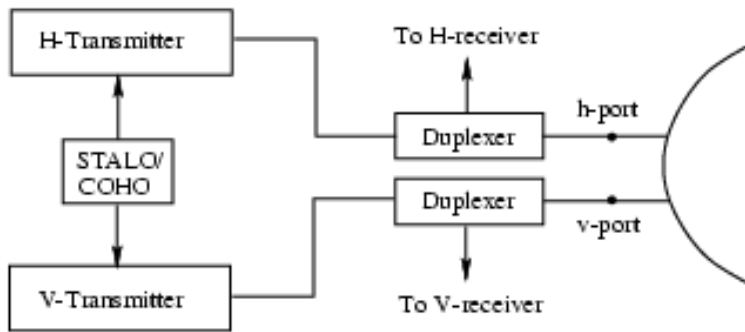 H-Transmitter
To H-receiver
h-port
Duplexer
STALO/
COHO
Duplexer
v-port
V-Transmitter
To V-receiver